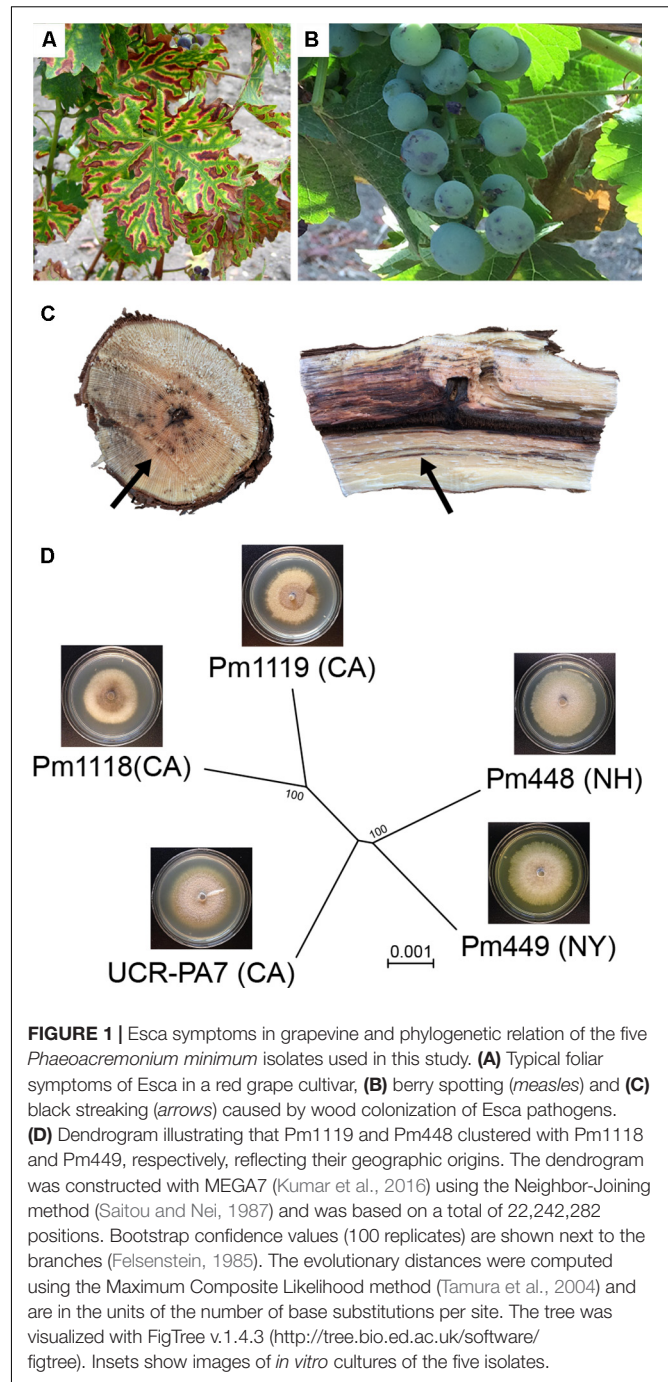 A
B
C
D
Pm1119 (CA)
Pm1118(CA)
100
Pm448 (NH)
100
Pm449 (NY)
UCR-PA7 (CA)
0.001
FIGURE 1 | Esca symptoms in grapevine and phylogenetic relation of the five
Phaeoacremonium minimum isolates used in this study. (A) Typical foliar
symptoms of Esca in a red grape cultivar, (B) berry spotting (measles) and (C)
black streaking (arrows) caused by wood colonization of Esca pathogens.
(D) Dendrogram illustrating that Pm1119 and Pm448 clustered with Pm1118
and Pm449, respectively, reflecting their geographic origins. The dendrogram
was constructed with MEGA7 (Kumar et al., 2016) using the Neighbor-Joining
method (Saitou and Nei, 1987) and was based on a total of 22,242,282
positions. Bootstrap confidence values (100 replicates) are shown next to the
branches (Felsenstein, 1985). The evolutionary distances were computed
using the Maximum Composite Likelihood method (Tamura et al., 2004) and
are in the units of the number of base substitutions per site. The tree was
visualized with FigTree v.1.4.3 (http://tree.bio.ed.ac.uk/software/
figtree). Insets show images of in vitro cultures of the five isolates.